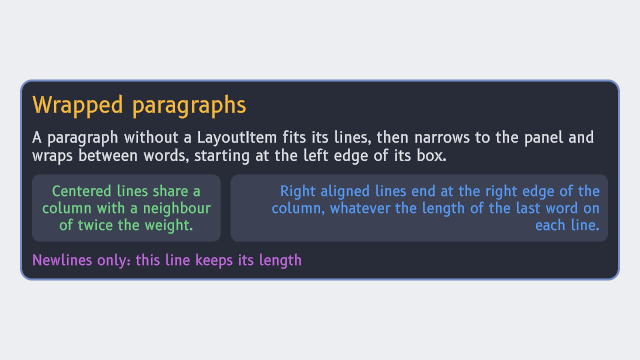 Wrapped paragraphs
A paragraph without a LayoutItem fits its lines, then narrows to the panel and
wraps between words, starting at the left edge of its box.
Centered lines share a
column with a neighbour
of twice the weight.
Right aligned lines end at the right edge of the
column, whatever the length of the last word on
each line.
Newlines only: this line keeps its length